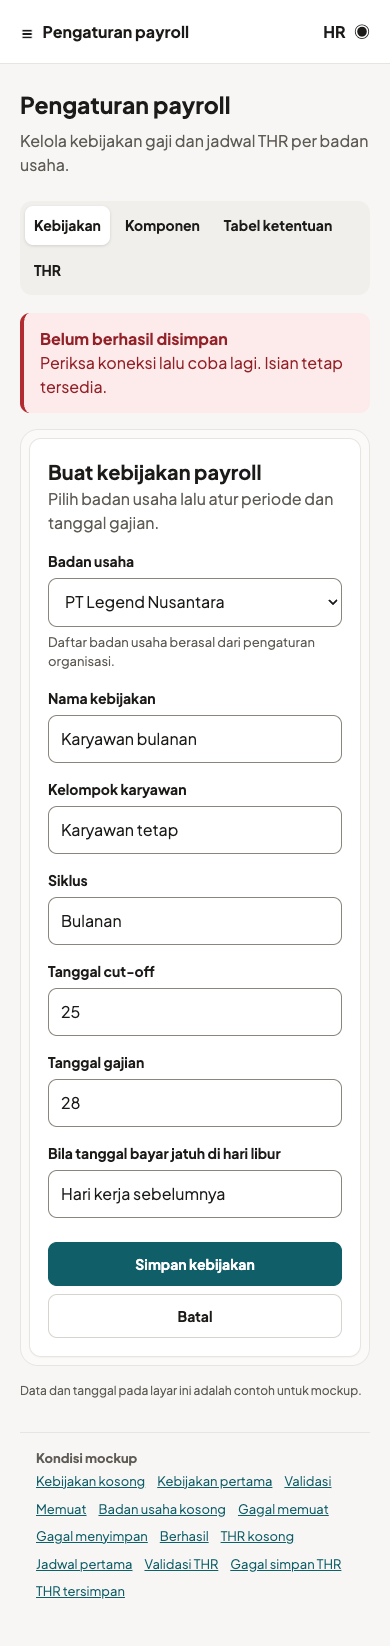 ≡ Pengaturan payroll HR ◉
Pengaturan payroll
Kelola kebijakan gaji dan jadwal THR per badan
usaha.
Kebijakan Komponen Tabel ketentuan
THR
Belum berhasil disimpan
Periksa koneksi lalu coba lagi. Isian tetap
tersedia.
Buat kebijakan payroll
Pilih badan usaha lalu atur periode dan
tanggal gajian.
Badan usaha
PT Legend Nusantara
Daftar badan usaha berasal dari pengaturan
organisasi.
Nama kebijakan
Karyawan bulanan
Kelompok karyawan
Karyawan tetap
Siklus
Bulanan
Tanggal cut-off
25
Tanggal gajian
28
Bila tanggal bayar jatuh di hari libur
Hari kerja sebelumnya
Simpan kebijakan
Batal
Data dan tanggal pada layar ini adalah contoh untuk mockup.
Kondisi mockup
Kebijakan kosong Kebijakan pertama Validasi
Memuat Badan usaha kosong Gagal memuat
Gagal menyimpan Berhasil THR kosong
Jadwal pertama Validasi THR Gagal simpan THR
THR tersimpan